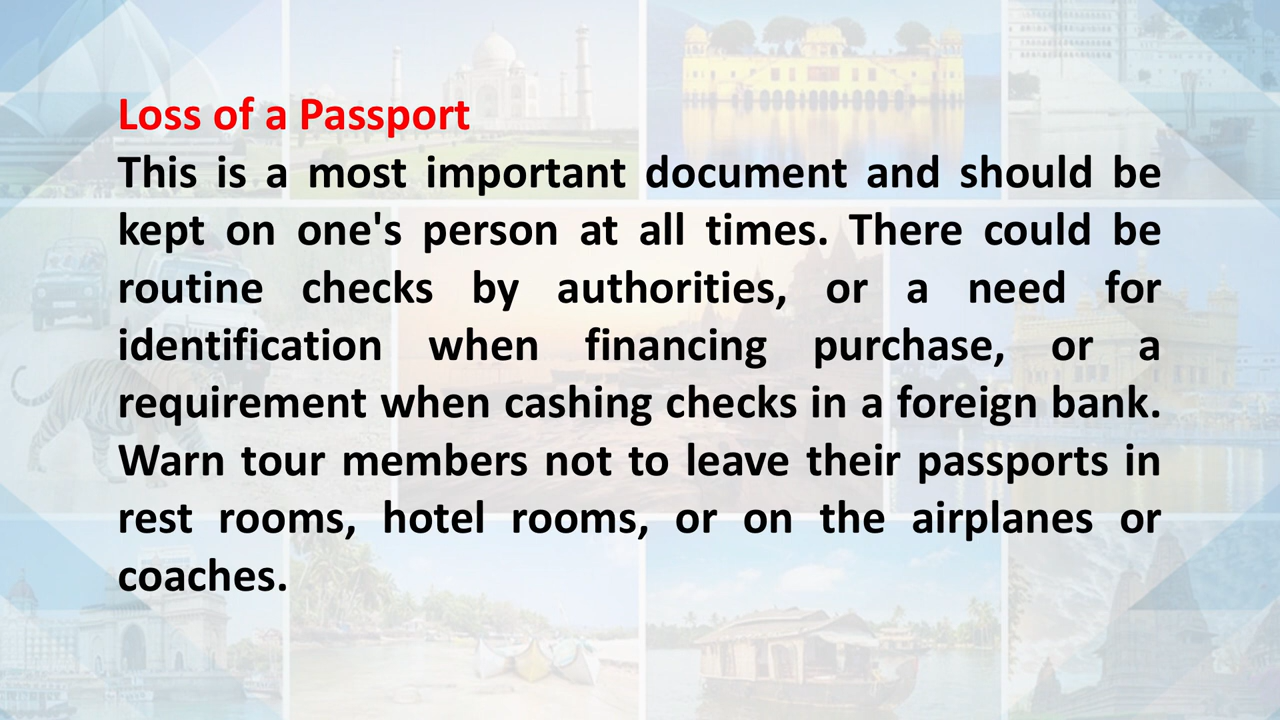 Loss of a Passport
This is a most important document and should be
kept on one's person at all times. There could be
routine checks by authorities, or a need for
identification when financing purchase, or a
requirement when cashing checks in a foreign bank.
Warn tour members not to leave their passports in
rest rooms, hotel rooms, or on the airplanes or
coaches.